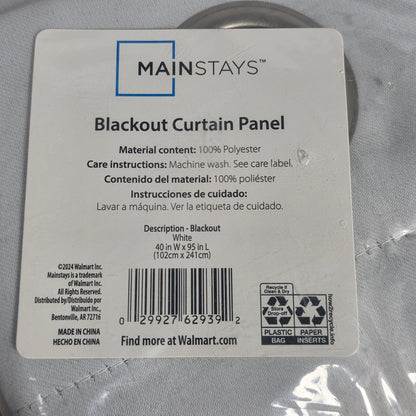 MAINSTAYS™
Blackout Curtain Panel
Material content: 100% Polyester
Care instructions: Machine wash. See care label.
Contenido del material: 100% poliéster
Instrucciones de cuidado:
Lavar a máquina. Ver la etiqueta de cuidado.
Description - Blackout
White
40 in W x 95 in L
(102cm x 241cm)
©2024 Walmart Inc.
Mainstays is a trademark
of Walmart Inc.
All Rights Reserved.
Distributed by/Distribuido por
Walmart Inc.,
Bentonville, AR 72716
MADE IN CHINA
HECHO EN CHINA
0 29927 62939 2
Find more at Walmart.com
Recycle if
Clean & Dry
Store
Drop-off
PLASTIC
BAG
PAPER
INSERTS
how2recycle.info